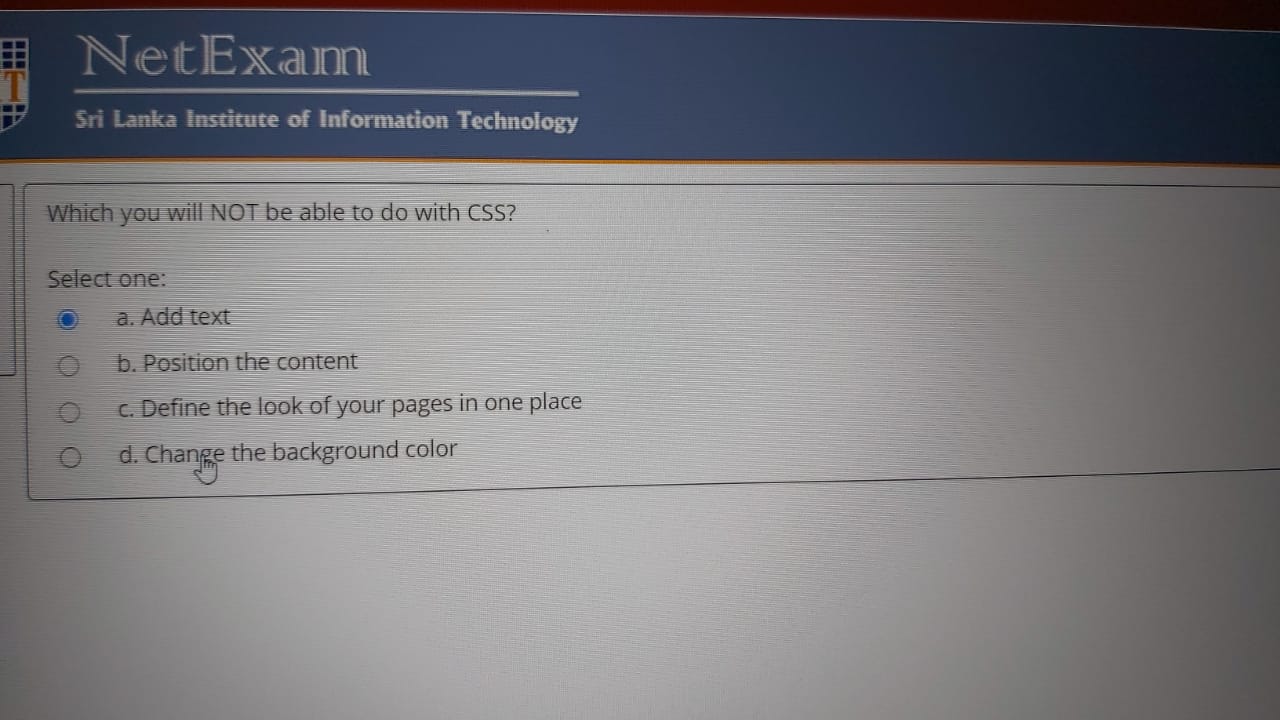 T
NetExam
Sri Lanka Institute of Information Technology
Which you will NOT be able to do with CSS?
Select one:
a. Add text
b. Position the content
c. Define the look of your pages in one place
d. Change the background color